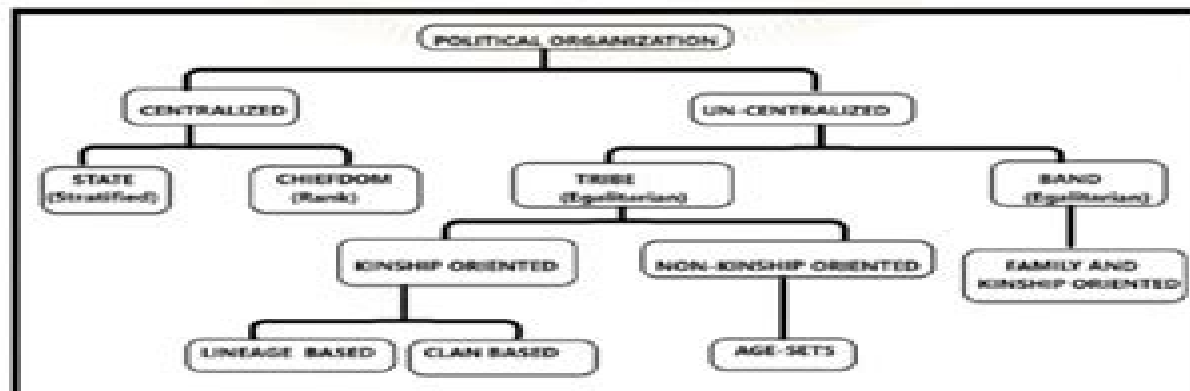 POLITICAL ORGANIZATION
CENTRALIZED
UN-CENTRALIZED
STATE
(Stratified)
CHIEFDOM
(Rank)
TRIBE
(Egalitarian)
BAND
(Egalitarian)
KINSHIP ORIENTED
NON-KINSHIP ORIENTED
FAMILY AND
KINSHIP ORIENTED
LINEAGE BASED
CLAN BASED
AGE-SETS